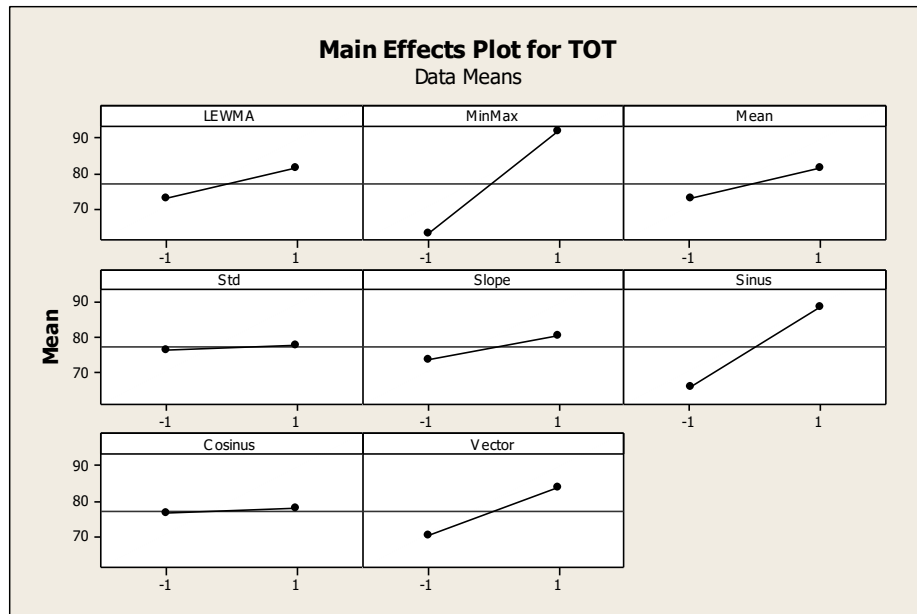 Main Effects Plot for TOT
Data Means
LEWMA MinMax Mean
90
80
70
-1 1 -1 1 -1 1
Std Slope Sinus
90
80
70
-1 1 -1 1 -1 1
Cosinus Vector
90
80
70
-1 1 -1 1
Mean